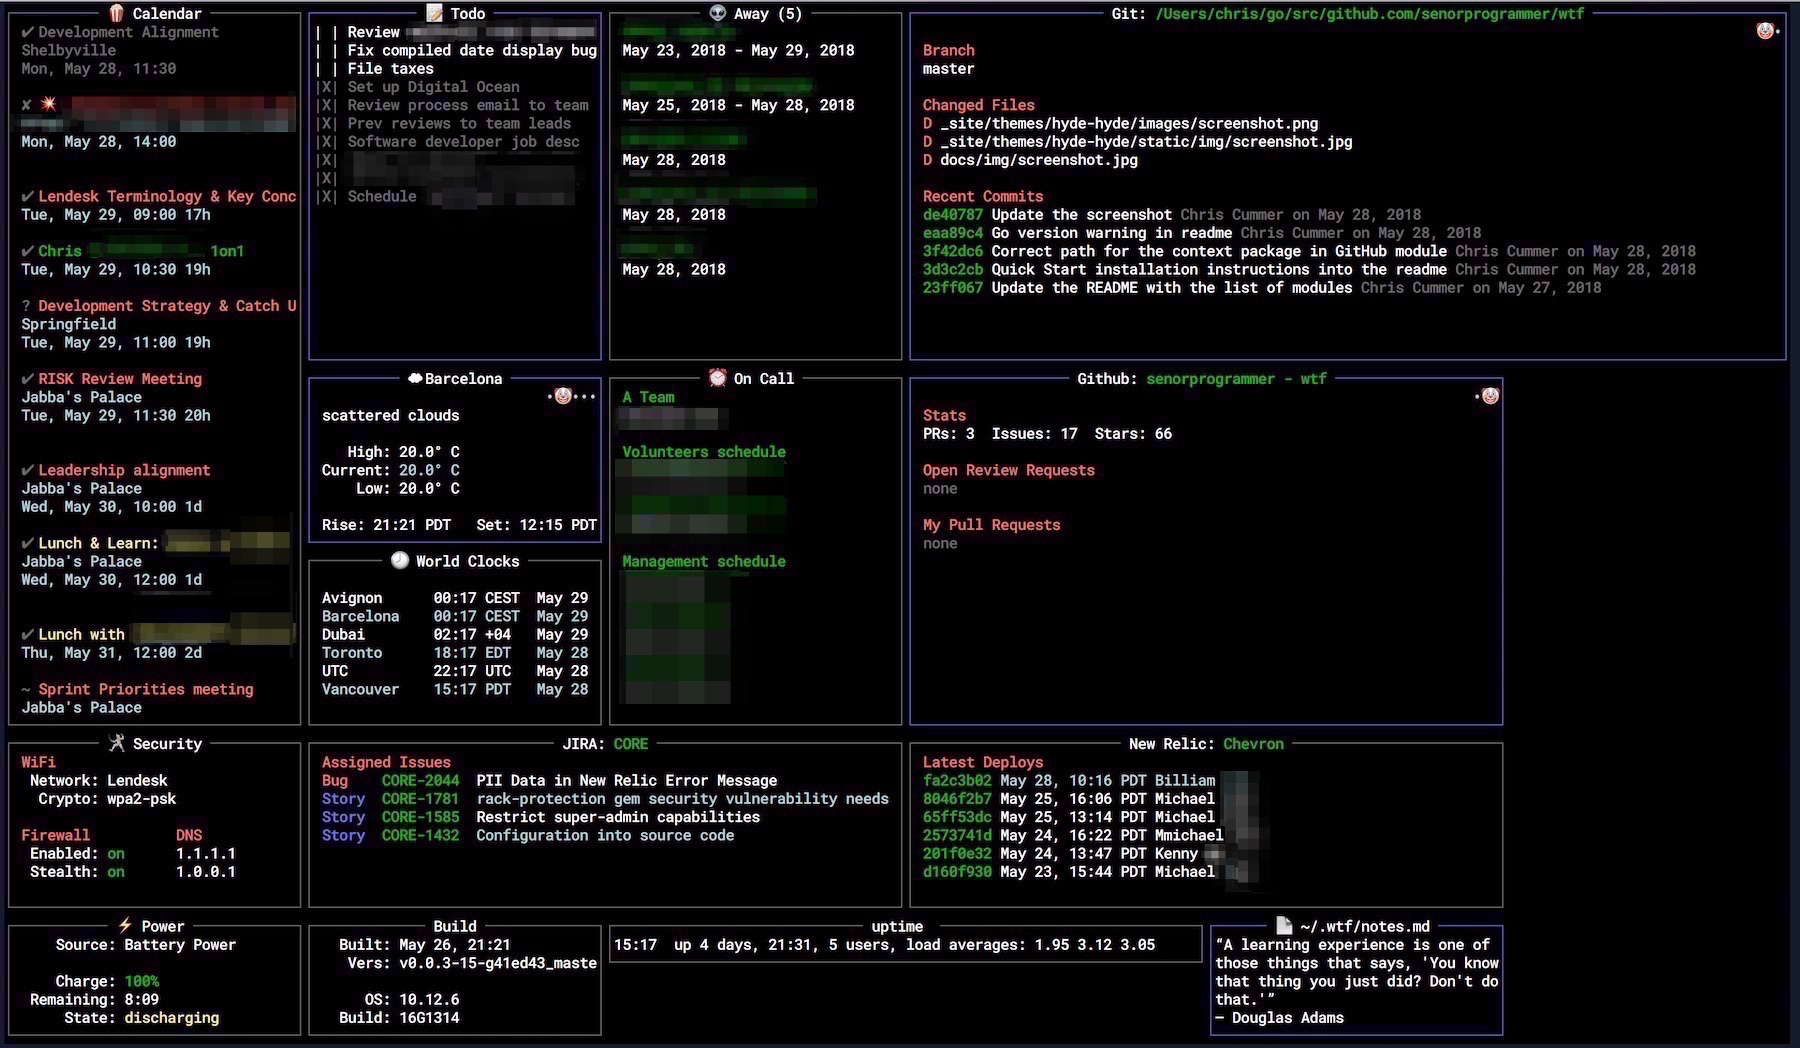 Calendar
✔ Development Alignment
Shelbyville
Mon, May 28, 11:30
✘
Mon, May 28, 14:00
✔ Lendesk Terminology & Key Conc
Tue, May 29, 09:00 17h
✔ Chris 1on1
Tue, May 29, 10:30 19h
? Development Strategy & Catch U
Springfield
Tue, May 29, 11:00 19h
✔ RISK Review Meeting
Jabba's Palace
Tue, May 29, 11:30 20h
✔ Leadership alignment
Jabba's Palace
Wed, May 30, 10:00 1d
✔ Lunch & Learn:
Jabba's Palace
Wed, May 30, 12:00 1d
✔ Lunch with
Thu, May 31, 12:00 2d
~ Sprint Priorities meeting
Jabba's Palace
Todo
| | Review
| | Fix compiled date display bug
| | File taxes
|X| Set up Digital Ocean
|X| Review process email to team
|X| Prev reviews to team leads
|X| Software developer job desc
|X|
|X|
|X| Schedule
Away (5)
May 23, 2018 - May 29, 2018
May 25, 2018 - May 28, 2018
May 28, 2018
May 28, 2018
May 28, 2018
Git: /Users/chris/go/src/github.com/senorprogrammer/wtf
Branch
master
Changed Files
D _site/themes/hyde-hyde/images/screenshot.png
D _site/themes/hyde-hyde/static/img/screenshot.jpg
D docs/img/screenshot.jpg
Recent Commits
de40787 Update the screenshot Chris Cummer on May 28, 2018
eaa89c4 Go version warning in readme Chris Cummer on May 28, 2018
3f42dc6 Correct path for the context package in GitHub module Chris Cummer on May 28, 2018
3d3c2cb Quick Start installation instructions into the readme Chris Cummer on May 28, 2018
23ff067 Update the README with the list of modules Chris Cummer on May 27, 2018
Barcelona
scattered clouds
High: 20.0° C
Current: 20.0° C
Low: 20.0° C
Rise: 21:21 PDT Set: 12:15 PDT
World Clocks
Avignon 00:17 CEST May 29
Barcelona 00:17 CEST May 29
Dubai 02:17 +04 May 29
Toronto 18:17 EDT May 28
UTC 22:17 UTC May 28
Vancouver 15:17 PDT May 28
On Call
A Team
Volunteers schedule
Management schedule
Github: senorprogrammer - wtf
Stats
PRs: 3 Issues: 17 Stars: 66
Open Review Requests
none
My Pull Requests
none
Security
WiFi
Network: Lendesk
Crypto: wpa2-psk
Firewall DNS
Enabled: on 1.1.1.1
Stealth: on 1.0.0.1
JIRA: CORE
Assigned Issues
Bug CORE-2044 PII Data in New Relic Error Message
Story CORE-1781 rack-protection gem security vulnerability needs
Story CORE-1585 Restrict super-admin capabilities
Story CORE-1432 Configuration into source code
New Relic: Chevron
Latest Deploys
fa2c3b02 May 28, 10:16 PDT Billiam
8046f2b7 May 25, 16:06 PDT Michael
65ff53dc May 25, 13:14 PDT Michael
2573741d May 24, 16:22 PDT Mmichael
201f0e32 May 24, 13:47 PDT Kenny
d160f930 May 23, 15:44 PDT Michael
Power
Source: Battery Power
Charge: 100%
Remaining: 8:09
State: discharging
Build
Built: May 26, 21:21
Vers: v0.0.3-15-g41ed43_maste
OS: 10.12.6
Build: 16G1314
uptime
15:17 up 4 days, 21:31, 5 users, load averages: 1.95 3.12 3.05
~/.wtf/notes.md
“A learning experience is one of
those things that says, 'You know
that thing you just did? Don't do
that.'”
— Douglas Adams